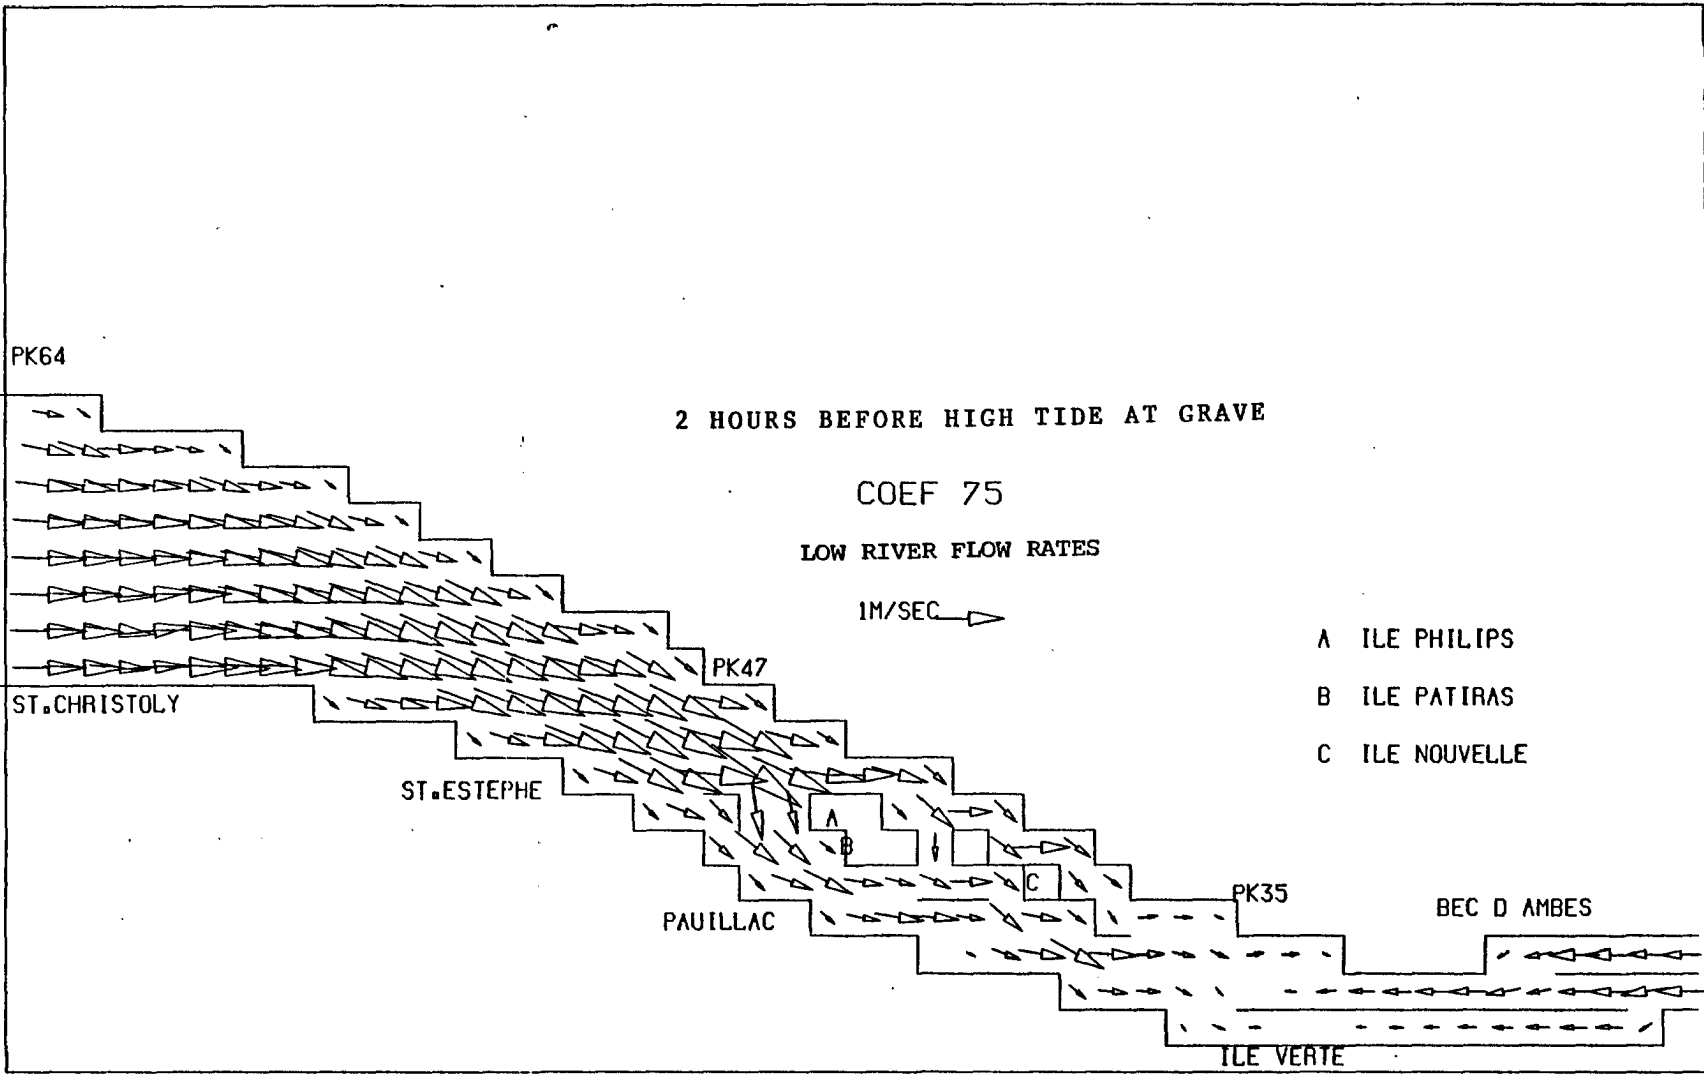 PK64
2 HOURS BEFORE HIGH TIDE AT GRAVE
COEF 75
LOW RIVER FLOW RATES
1M/SEC
A ILE PHILIPS
PK47
B ILE PATIRAS
ST.CHRISTOLY
C ILE NOUVELLE
ST.ESTEPHE
A
B
C
PK35
BEC D AMBES
PAUILLAC
ILE VERTE